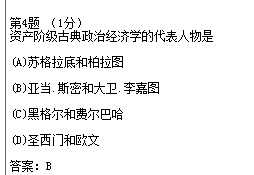 第4题 （1分）
资产阶级古典政治经济学的代表人物是
(A)苏格拉底和柏拉图
(B)亚当.斯密和大卫.李嘉图
(C)黑格尔和费尔巴哈
(D)圣西门和欧文
答案：B